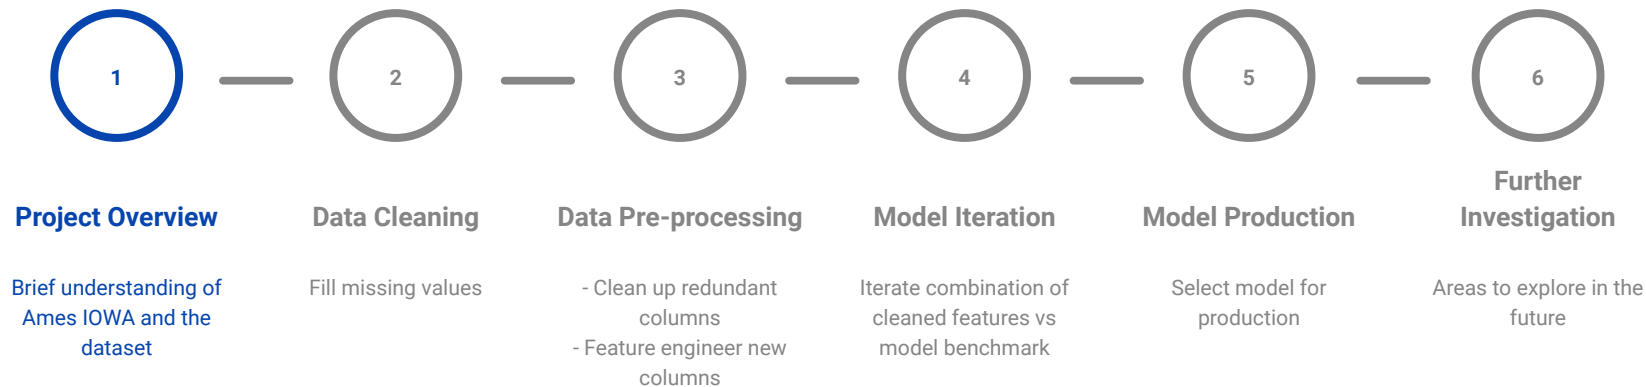 1
2
3
4
5
6
Project Overview
Data Cleaning
Data Pre-processing
Model Iteration
Model Production
Further
Investigation
Brief understanding of
Ames IOWA and the
dataset
Fill missing values
- Clean up redundant
columns
- Feature engineer new
columns
Iterate combination of
cleaned features vs
model benchmark
Select model for
production
Areas to explore in the
future